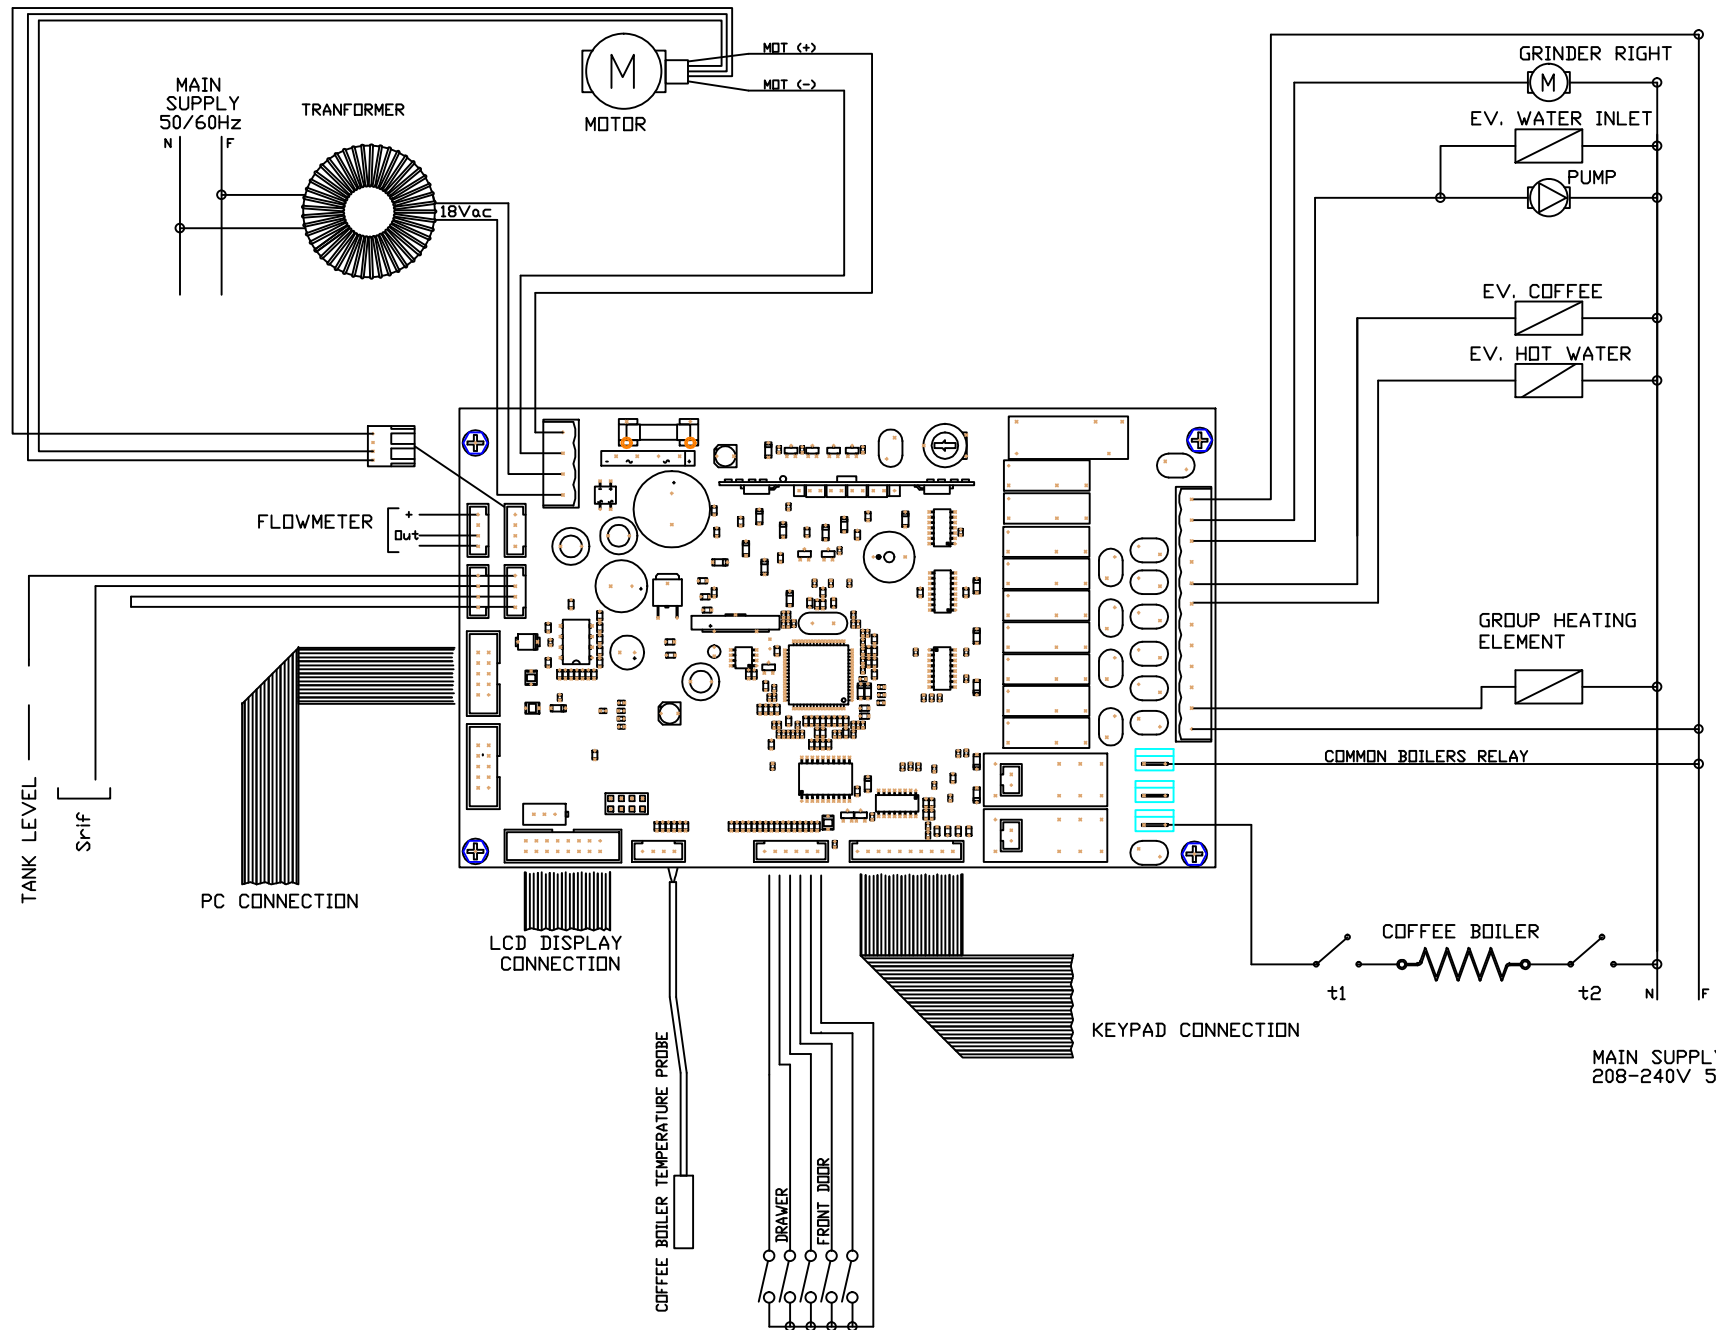 MAIN
SUPPLY
50/60Hz
N
F
TRANFORMER
18Vac
M
MOTOR
MOT (+)
MOT (-)
GRINDER RIGHT
M
EV. WATER INLET
PUMP
EV. COFFEE
EV. HOT WATER
GROUP HEATING
ELEMENT
COMMON BOILERS RELAY
FLOWMETER
+
Out
TANK LEVEL
Srif
PC CONNECTION
LCD DISPLAY
CONNECTION
COFFEE BOILER TEMPERATURE PROBE
DRAWER
FRONT DOOR
KEYPAD CONNECTION
COFFEE BOILER
t1
t2
N
F
MAIN SUPPLY
208-240V 5